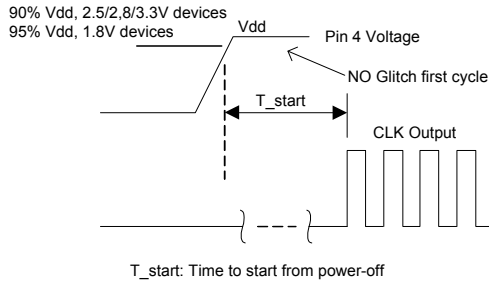 90% Vdd, 2.5/2,8/3.3V devices
95% Vdd, 1.8V devices
Vdd
Pin 4 Voltage
NO Glitch first cycle
T_start
CLK Output
T_start: Time to start from power-off